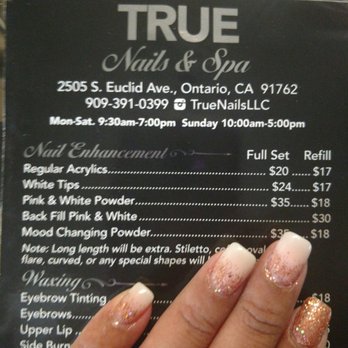 TRUE
Nails & Spa
2505 S. Euclid Ave., Ontario, CA 91762
909-391-0399 TrueNailsLLC
Mon-Sat. 9:30am-7:00pm Sunday 10:00am-5:00pm
Nail Enhancement Full Set Refill
Regular Acrylics $20 $17
White Tips $24 $17
Pink & White Powder $35 $18
Back Fill Pink & White $30
Mood Changing Powder $35 $18
Note: Long length will be extra. Stiletto,
flare, curved, or any special shapes will
Waxing
Eyebrow Tinting $18
Eyebrows
Upper Lip
Side Burn